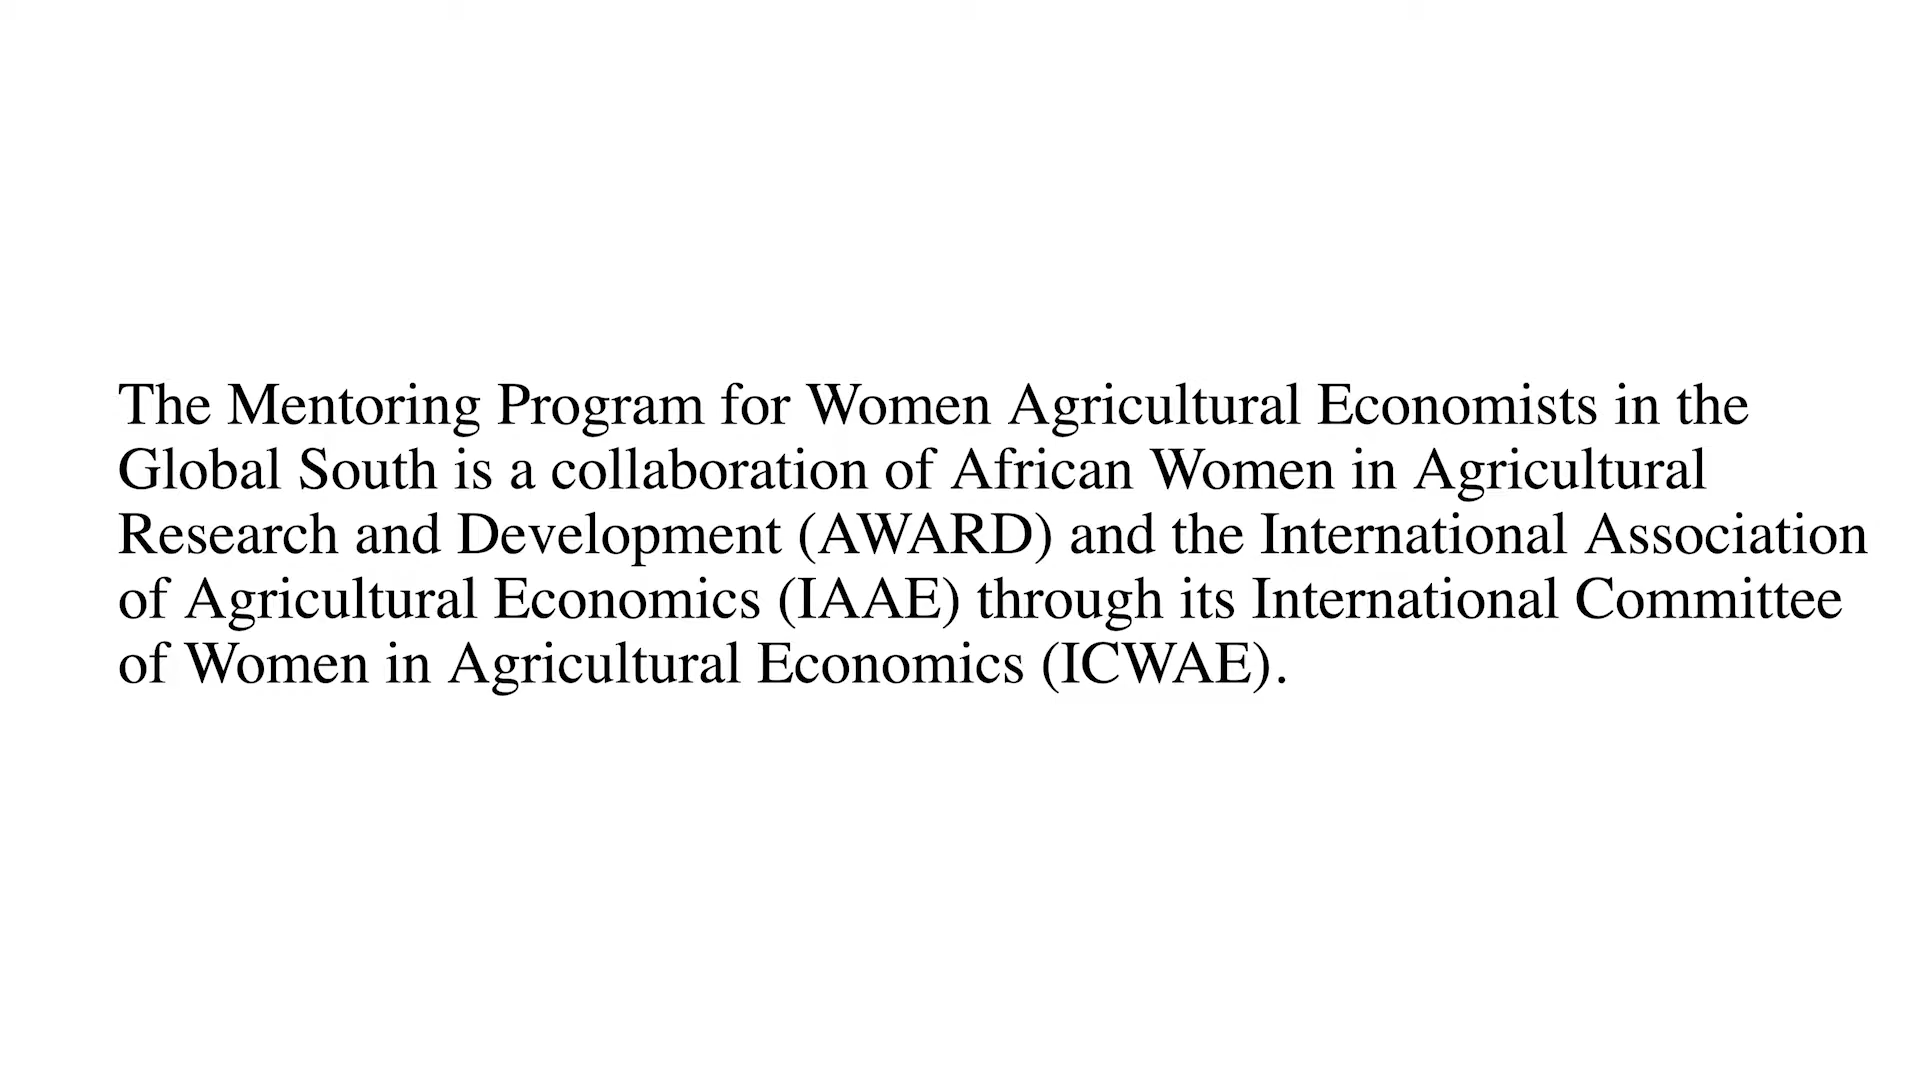 The Mentoring Program for Women Agricultural Economists in the
Global South is a collaboration of African Women in Agricultural
Research and Development (AWARD) and the International Association
of Agricultural Economics (IAAE) through its International Committee
of Women in Agricultural Economics (ICWAE).